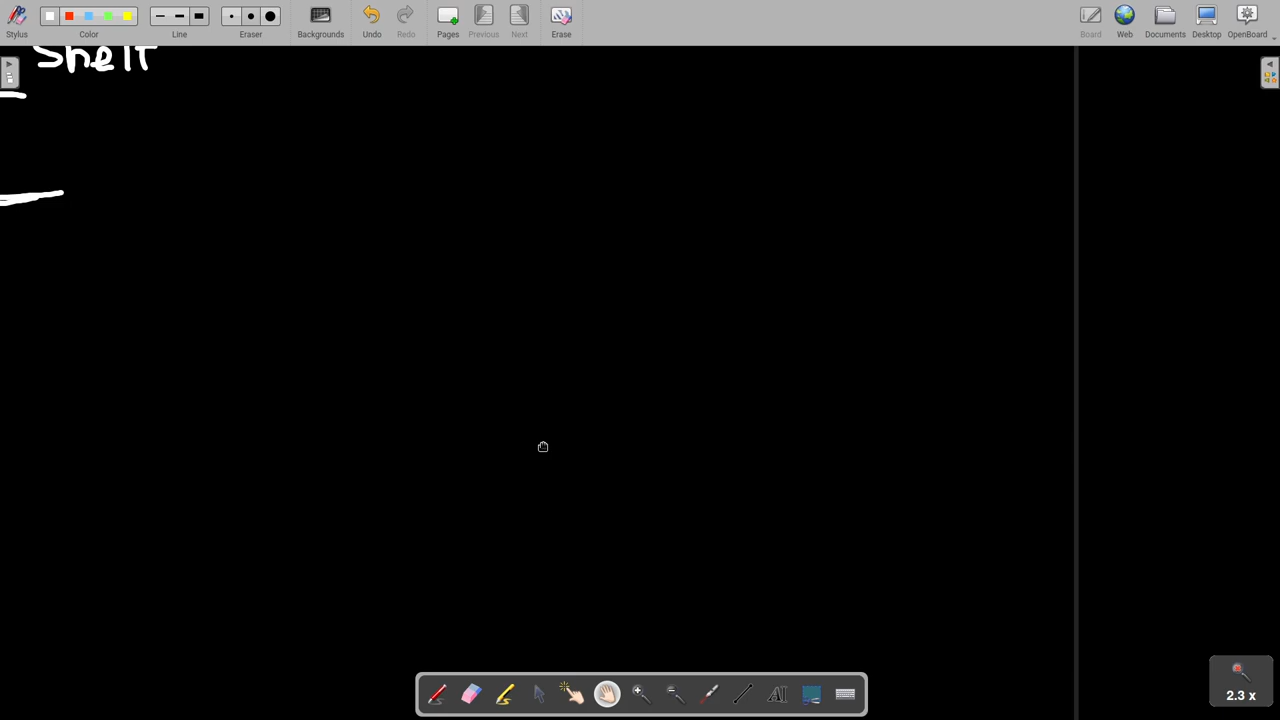 Stylus Color Line Eraser Backgrounds Undo Redo Pages Previous Next Erase Board Web Documents Desktop OpenBoard
Shelf
AI
2.3 x